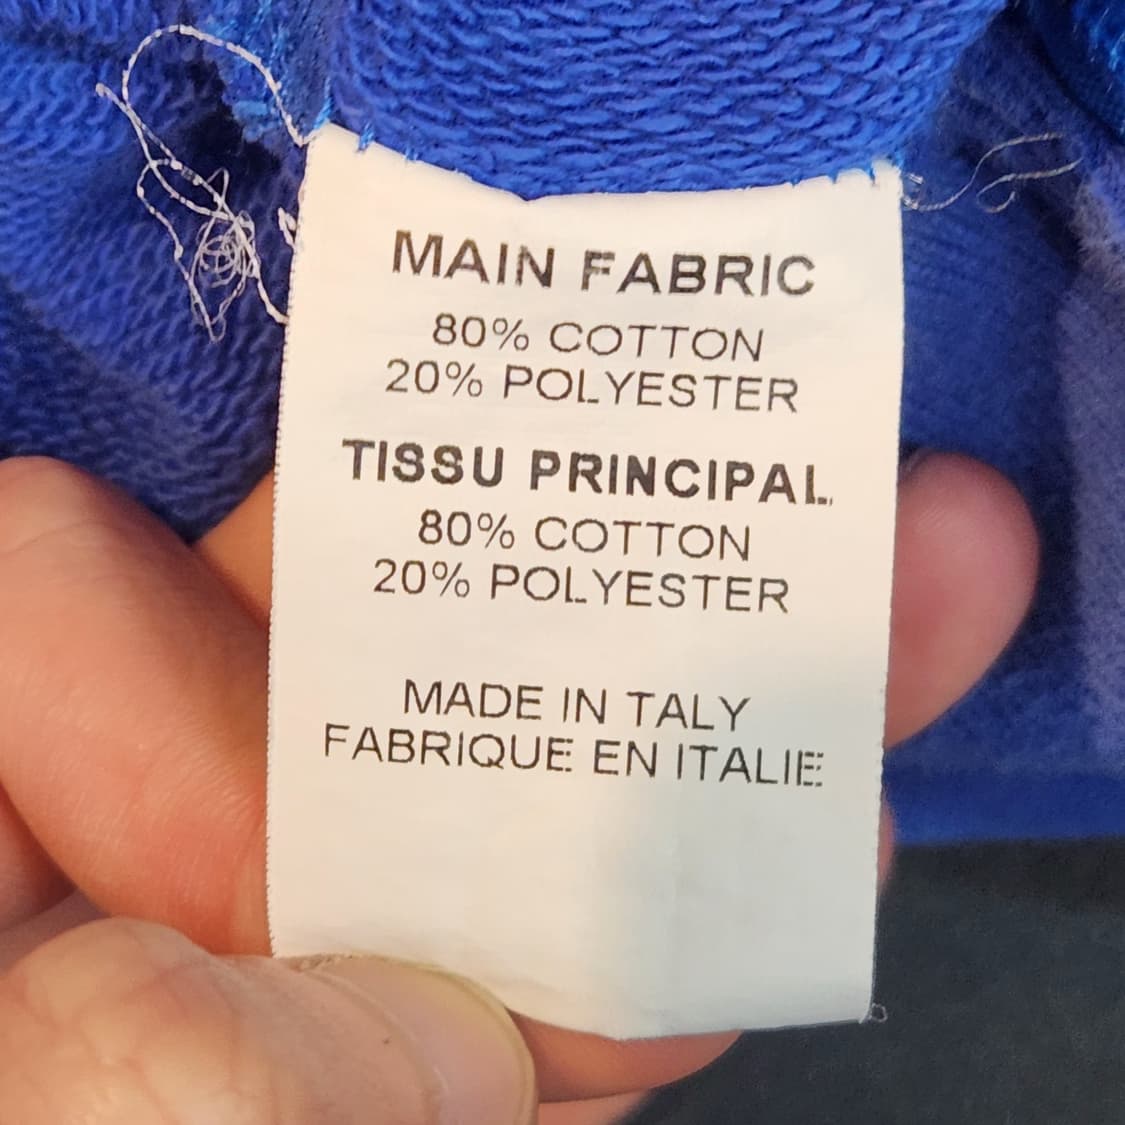 MAIN FABRIC
80% COTTON
20% POLYESTER
TISSU PRINCIPAL
80% COTTON
20% POLYESTER
MADE IN TALY
FABRIQUE EN ITALIE